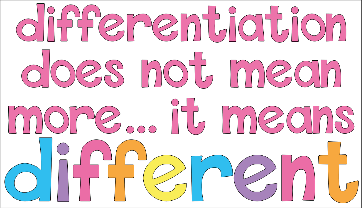 differentiation
does not mean
more... it means
different